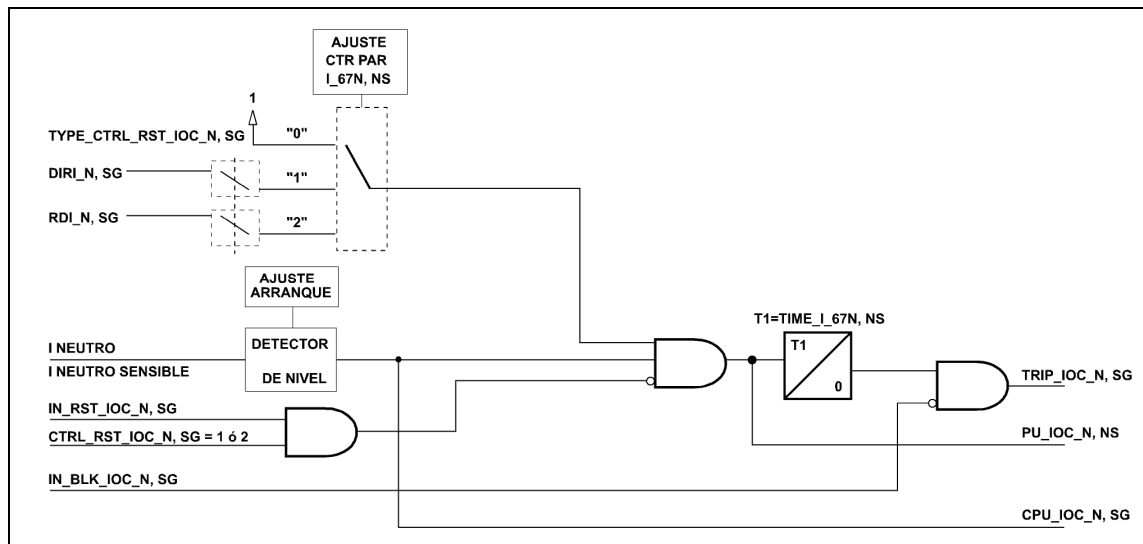 AJUSTE
CTR PAR
I_67N, NS
1
TYPE_CTRL_RST_IOC_N, SG
"0"
DIRI_N, SG
"1"
RDI_N, SG
"2"
AJUSTE
ARRANQUE
T1=TIME_I_67N, NS
I NEUTRO
I NEUTRO SENSIBLE
DETECTOR
DE NIVEL
T1
0
TRIP_IOC_N, SG
IN_RST_IOC_N, SG
CTRL_RST_IOC_N, SG = 1 ó 2
PU_IOC_N, NS
IN_BLK_IOC_N, SG
CPU_IOC_N, SG